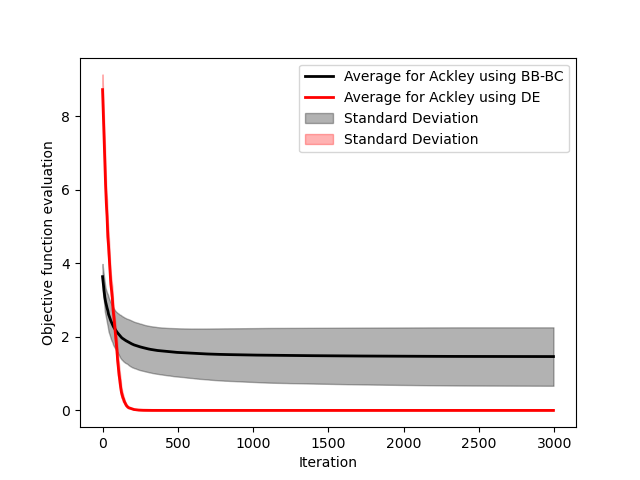 Average for Ackley using BB-BC
Average for Ackley using DE
Standard Deviation
Standard Deviation
Objective function evaluation
8
6
4
2
0
0 500 1000 1500 2000 2500 3000
Iteration